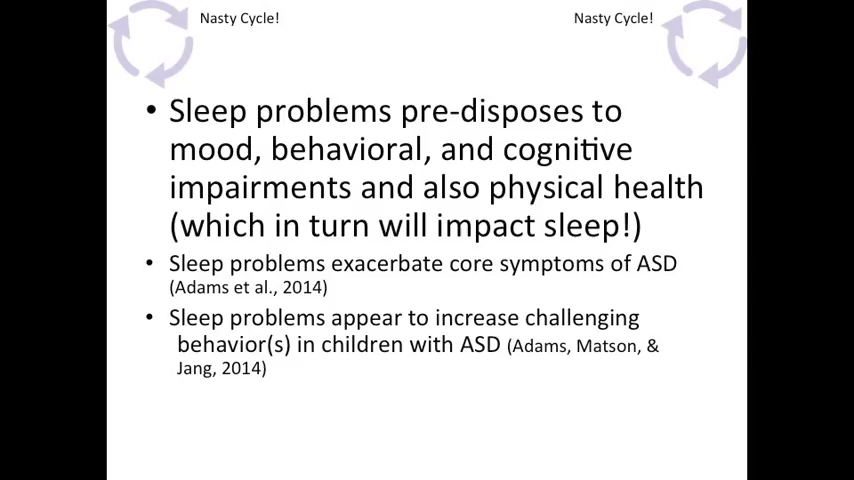 Nasty Cycle!
Nasty Cycle!
• Sleep problems pre-disposes to
mood, behavioral, and cognitive
impairments and also physical health
(which in turn will impact sleep!)
• Sleep problems exacerbate core symptoms of ASD
(Adams et al., 2014)
• Sleep problems appear to increase challenging
behavior(s) in children with ASD (Adams, Matson, &
Jang, 2014)